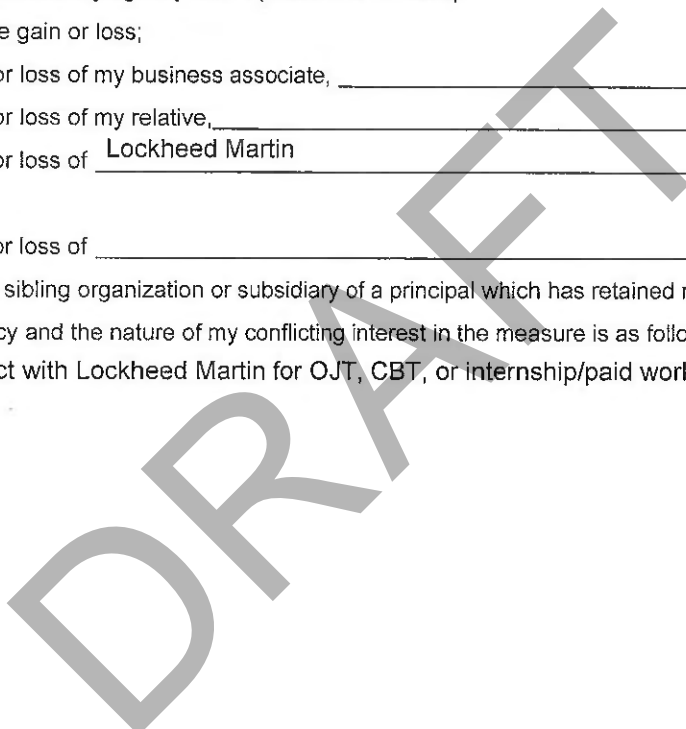 e gain or loss;
or loss of my business associate,
or loss of my relative,
or loss of Lockheed Martin
or loss of
sibling organization or subsidiary of a principal which has retained
cy and the nature of my conflicting interest in the measure is as follo
ct with Lockheed Martin for OJT, CBT, or internship/paid work
DRAFT